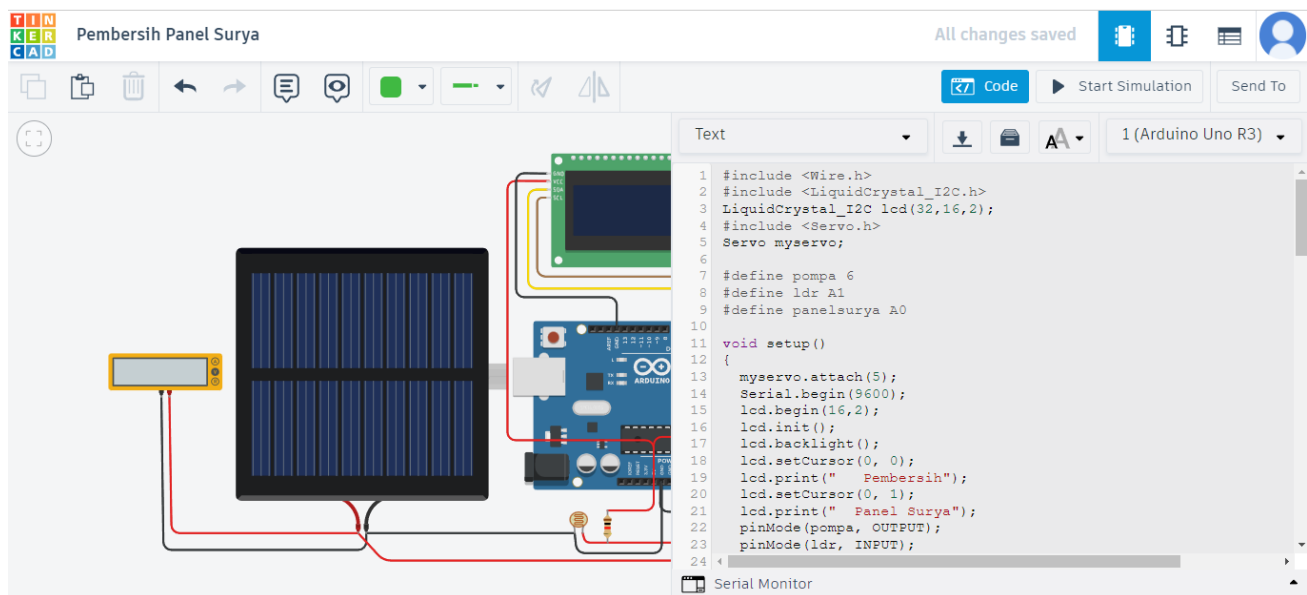 TIN
KER
CAD
Pembersih Panel Surya
All changes saved
Code
Start Simulation
Send To
Text
1 (Arduino Uno R3)
GND
VCC
SDA
SCL
ARDUINO
1 #include <Wire.h>
2 #include <LiquidCrystal_I2C.h>
3 LiquidCrystal_I2C lcd(32,16,2);
4 #include <Servo.h>
5 Servo myservo;
6
7 #define pompa 6
8 #define ldr A1
9 #define panelsurya A0
10
11 void setup()
12 {
13 myservo.attach(5);
14 Serial.begin(9600);
15 lcd.begin(16,2);
16 lcd.init();
17 lcd.backlight();
18 lcd.setCursor(0, 0);
19 lcd.print("   Pembersih");
20 lcd.setCursor(0, 1);
21 lcd.print("  Panel Surya");
22 pinMode(pompa, OUTPUT);
23 pinMode(ldr, INPUT);
24
Serial Monitor